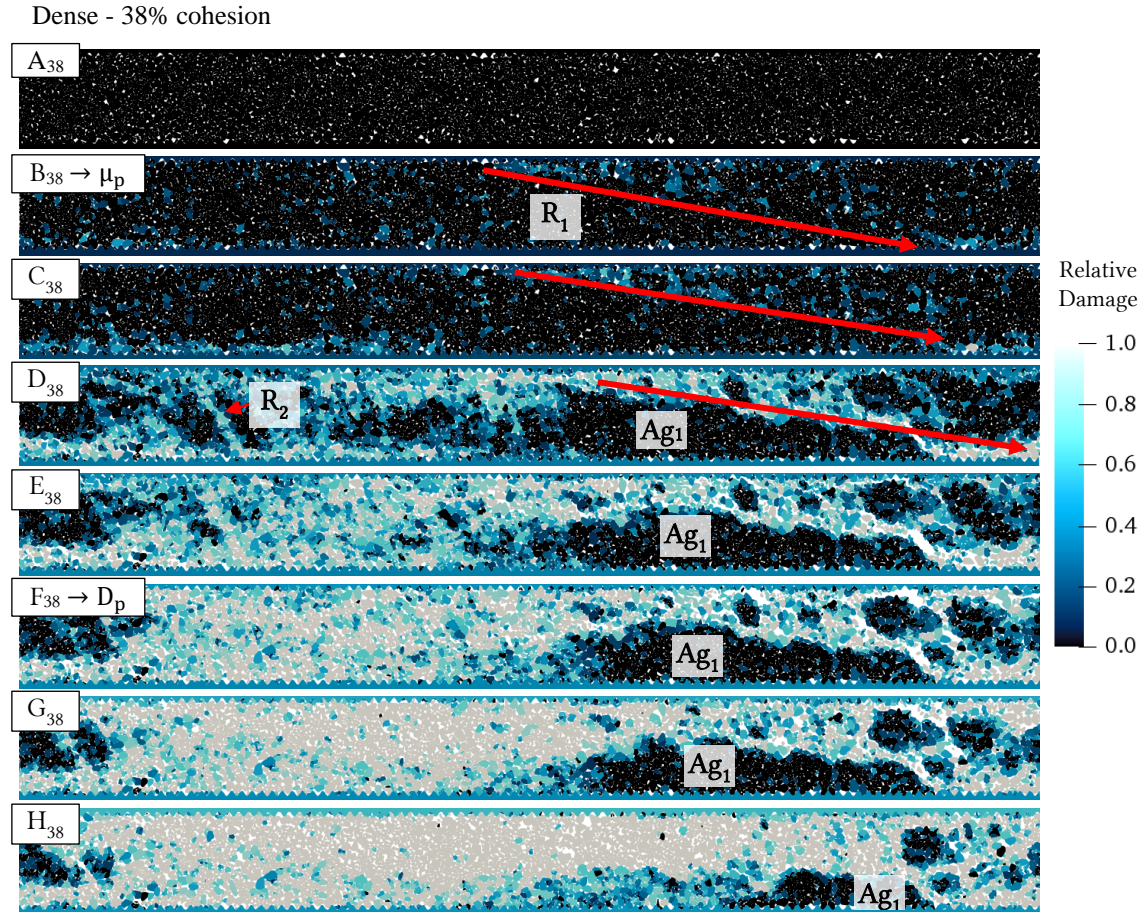 Dense - 38% cohesion
A₃₈
B₃₈ → μₚ
R₁
C₃₈
D₃₈
R₂
Ag₁
E₃₈
Ag₁
F₃₈ → Dₚ
Ag₁
G₃₈
Ag₁
H₃₈
Ag₁
Relative
Damage
1.0
0.8
0.6
0.4
0.2
0.0